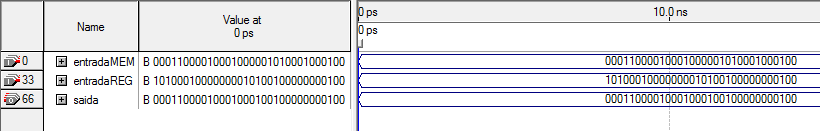 Name
Value at
0 ps
0 ps
10.0 ns
0 ps
0 entradaMEM B 00011000010001000001010001000100 00011000010001000001010001000100
33 entradaREG B 10100010000000010100100000000100 10100010000000010100100000000100
66 saida B 00011000010001000100100000000100 00011000010001000100100000000100